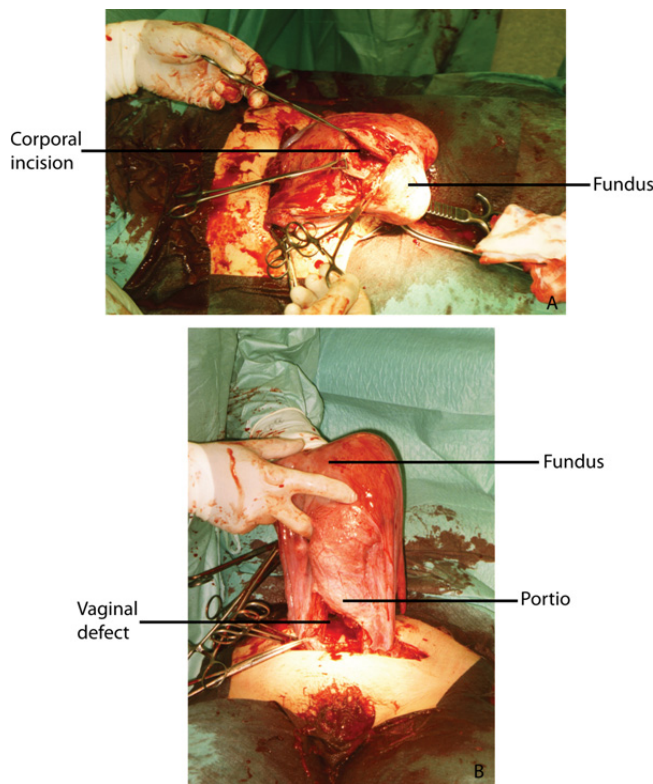 Corporal
incision
Fundus
A
Fundus
Vaginal
defect
Portio
B